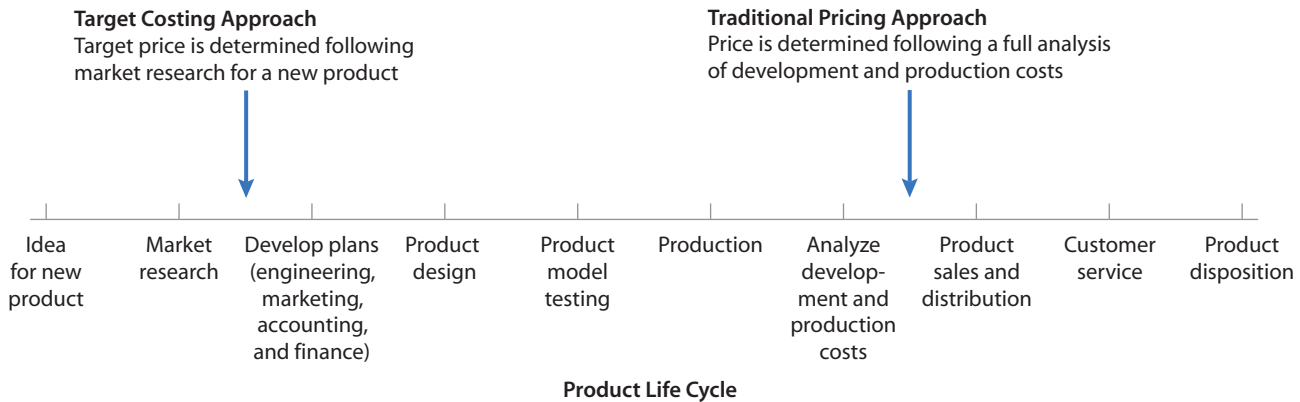 Target Costing Approach
Target price is determined following
market research for a new product
Traditional Pricing Approach
Price is determined following a full analysis
of development and production costs
Idea
for new
product
Market
research
Develop plans
(engineering,
marketing,
accounting,
and finance)
Product
design
Product
model
testing
Production
Analyze
develop-
ment and
production
costs
Product
sales and
distribution
Customer
service
Product
disposition
Product Life Cycle